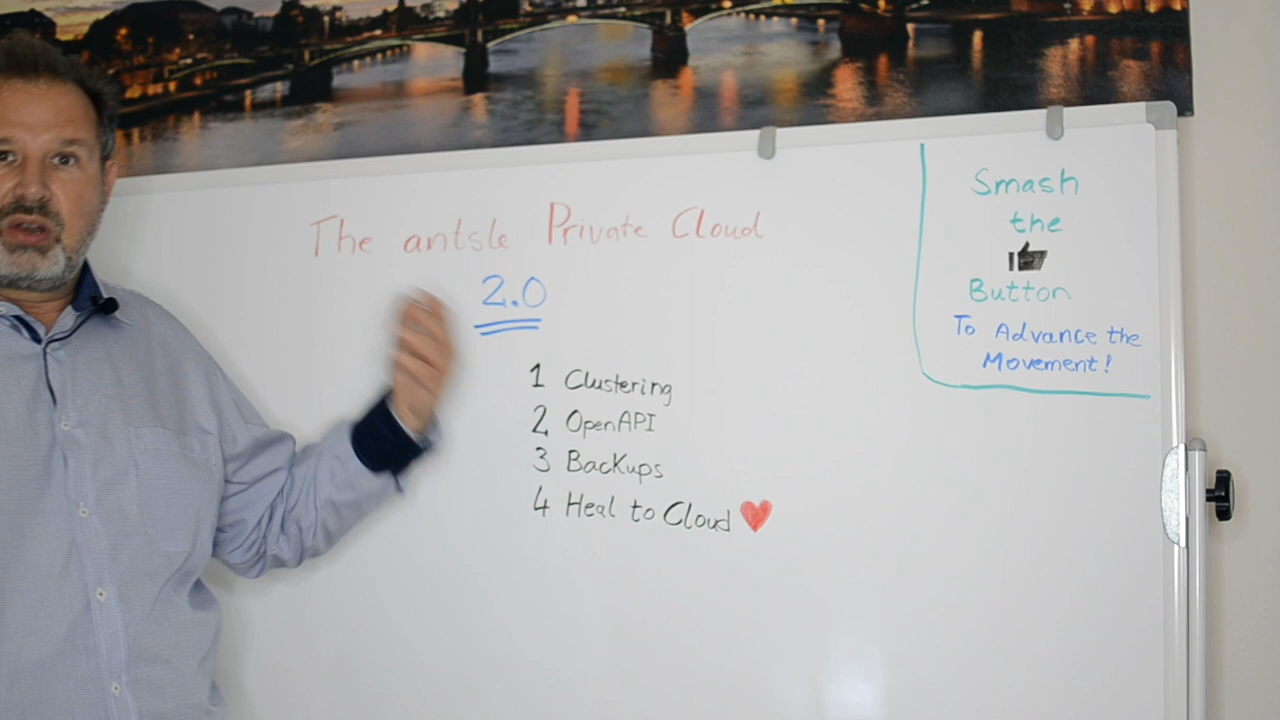 The antsle Private Cloud
2.0
1 Clustering
2 OpenAPI
3 Backups
4 Heal to Cloud
Smash
the
Button
To Advance the
Movement!